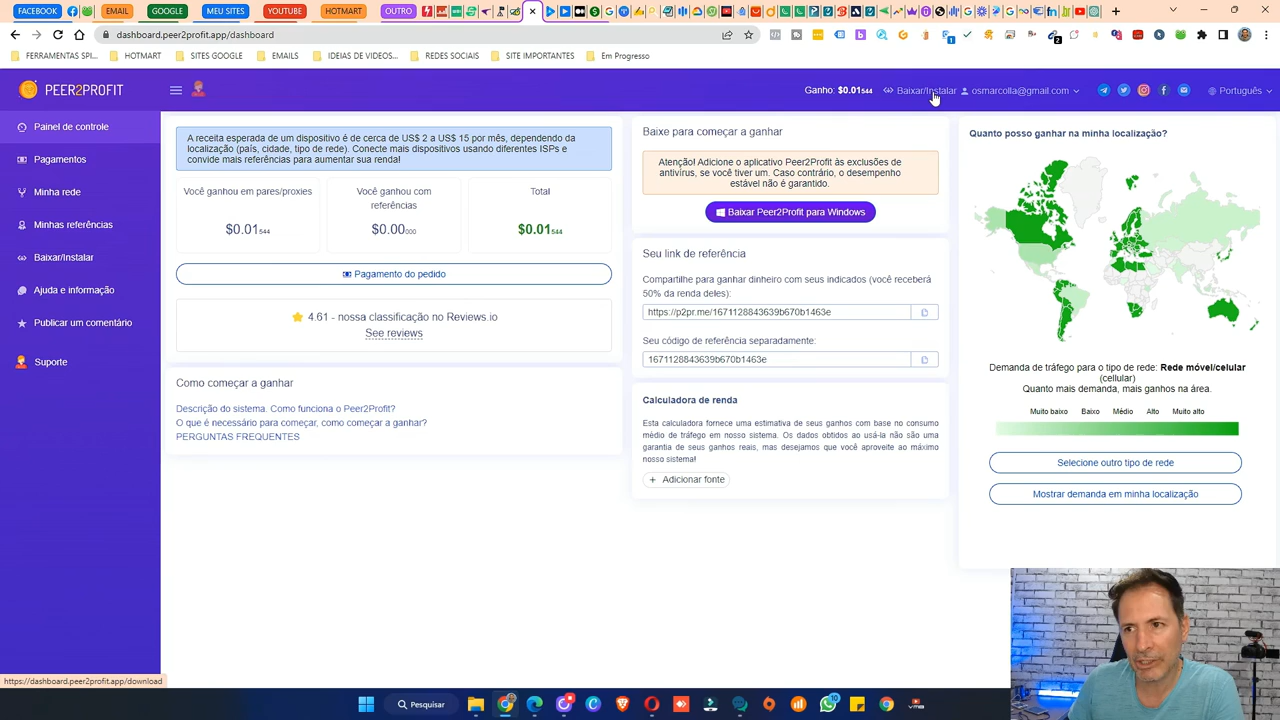 FACEBOOK
EMAIL
GOOGLE
MEU SITES
YOUTUBE
HOTMART
OUTRO
dashboard.peer2profit.app/dashboard
FERRAMENTAS SPI...
HOTMART
SITES GOOGLE
EMAILS
IDEIAS DE VIDEOS...
REDES SOCIAIS
SITE IMPORTANTES
Em Progresso
PEER2PROFIT
Ganho: $0.01544
Baixar/Instalar
osmarcolla@gmail.com
Português
Painel de controle
Pagamentos
Minha rede
Minhas referências
Baixar/Instalar
Ajuda e informação
Publicar um comentário
Suporte
A receita esperada de um dispositivo é de cerca de US$ 2 a US$ 15 por mês, dependendo da
localização (país, cidade, tipo de rede). Conecte mais dispositivos usando diferentes ISPs e
convide mais referências para aumentar sua renda!
Você ganhou em pares/proxies
$0.01544
Você ganhou com
referências
$0.00000
Total
$0.01544
Pagamento do pedido
4.61 - nossa classificação no Reviews.io
See reviews
Como começar a ganhar
Descrição do sistema. Como funciona o Peer2Profit?
O que é necessário para começar, como começar a ganhar?
PERGUNTAS FREQUENTES
Baixe para começar a ganhar
Atenção! Adicione o aplicativo Peer2Profit às exclusões de
antivírus, se você tiver um. Caso contrário, o desempenho
estável não é garantido.
Baixar Peer2Profit para Windows
Seu link de referência
Compartilhe para ganhar dinheiro com seus indicados (você receberá
50% da renda deles):
https://p2pr.me/1671128843639b670b1463e
Seu código de referência separadamente:
1671128843639b670b1463e
Calculadora de renda
Esta calculadora fornece uma estimativa de seus ganhos com base no consumo
médio de tráfego em nosso sistema. Os dados obtidos ao usá-la não são uma
garantia de seus ganhos reais, mas desejamos que você aproveite ao máximo
nosso sistema!
+ Adicionar fonte
Quanto posso ganhar na minha localização?
Demanda de tráfego para o tipo de rede: Rede móvel/celular
(cellular)
Quanto mais demanda, mais ganhos na área.
Muito baixo
Baixo
Médio
Alto
Muito alto
Selecione outro tipo de rede
Mostrar demanda em minha localização
https://dashboard.peer2profit.app/download
Pesquisar